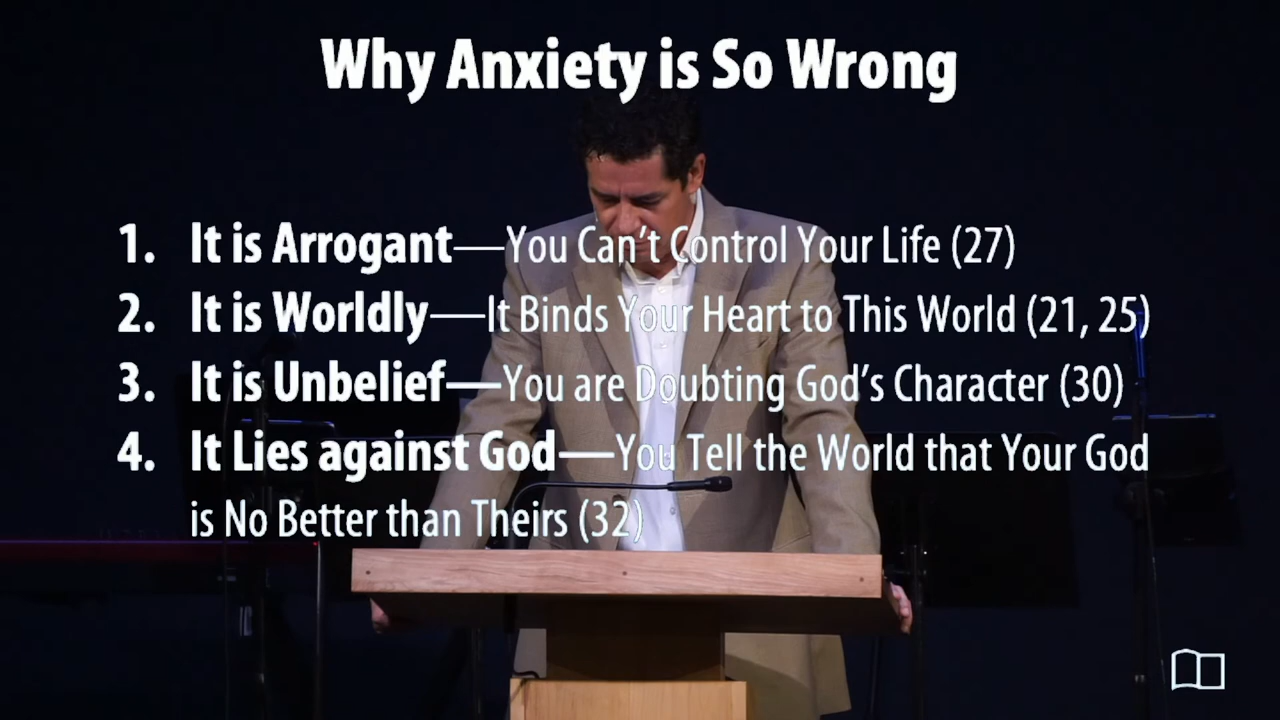 Why Anxiety is So Wrong
1. It is Arrogant—You Can't Control Your Life (27)
2. It is Worldly—It Binds Your Heart to This World (21, 25)
3. It is Unbelief—You are Doubting God's Character (30)
4. It Lies against God—You Tell the World that Your God
is No Better than Theirs (32)